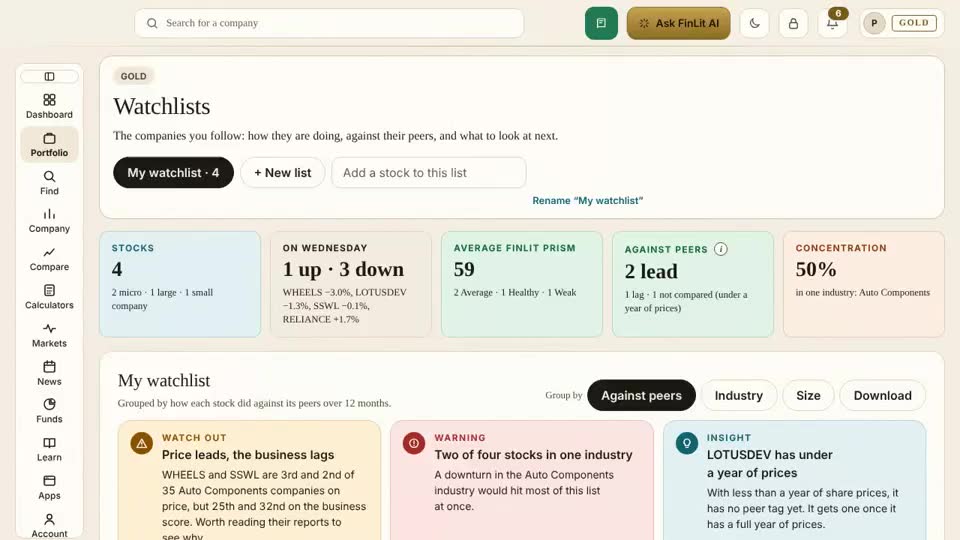 Search for a company
Ask FinLit AI
6
P
GOLD
Dashboard
Portfolio
Find
Company
Compare
Calculators
Markets
News
Funds
Learn
Apps
Account
GOLD
Watchlists
The companies you follow: how they are doing, against their peers, and what to look at next.
My watchlist · 4
+ New list
Add a stock to this list
Rename “My watchlist”
STOCKS
4
2 micro · 1 large · 1 small
company
ON WEDNESDAY
1 up · 3 down
WHEELS −3.0%, LOTUSDEV
−1.3%, SSWL −0.1%,
RELIANCE +1.7%
AVERAGE FINLIT PRISM
59
2 Average · 1 Healthy · 1 Weak
AGAINST PEERS i
2 lead
1 lag · 1 not compared (under a
year of prices)
CONCENTRATION
50%
in one industry: Auto Components
My watchlist
Grouped by how each stock did against its peers over 12 months.
Group by
Against peers
Industry
Size
Download
WATCH OUT
Price leads, the business lags
WHEELS and SSWL are 3rd and 2nd of
35 Auto Components companies on
price, but 25th and 32nd on the business
score. Worth reading their reports to
see why.
WARNING
Two of four stocks in one industry
A downturn in the Auto Components
industry would hit most of this list
at once.
INSIGHT
LOTUSDEV has under
a year of prices
With less than a year of share prices, it
has no peer tag yet. It gets one once it
has a full year of prices.